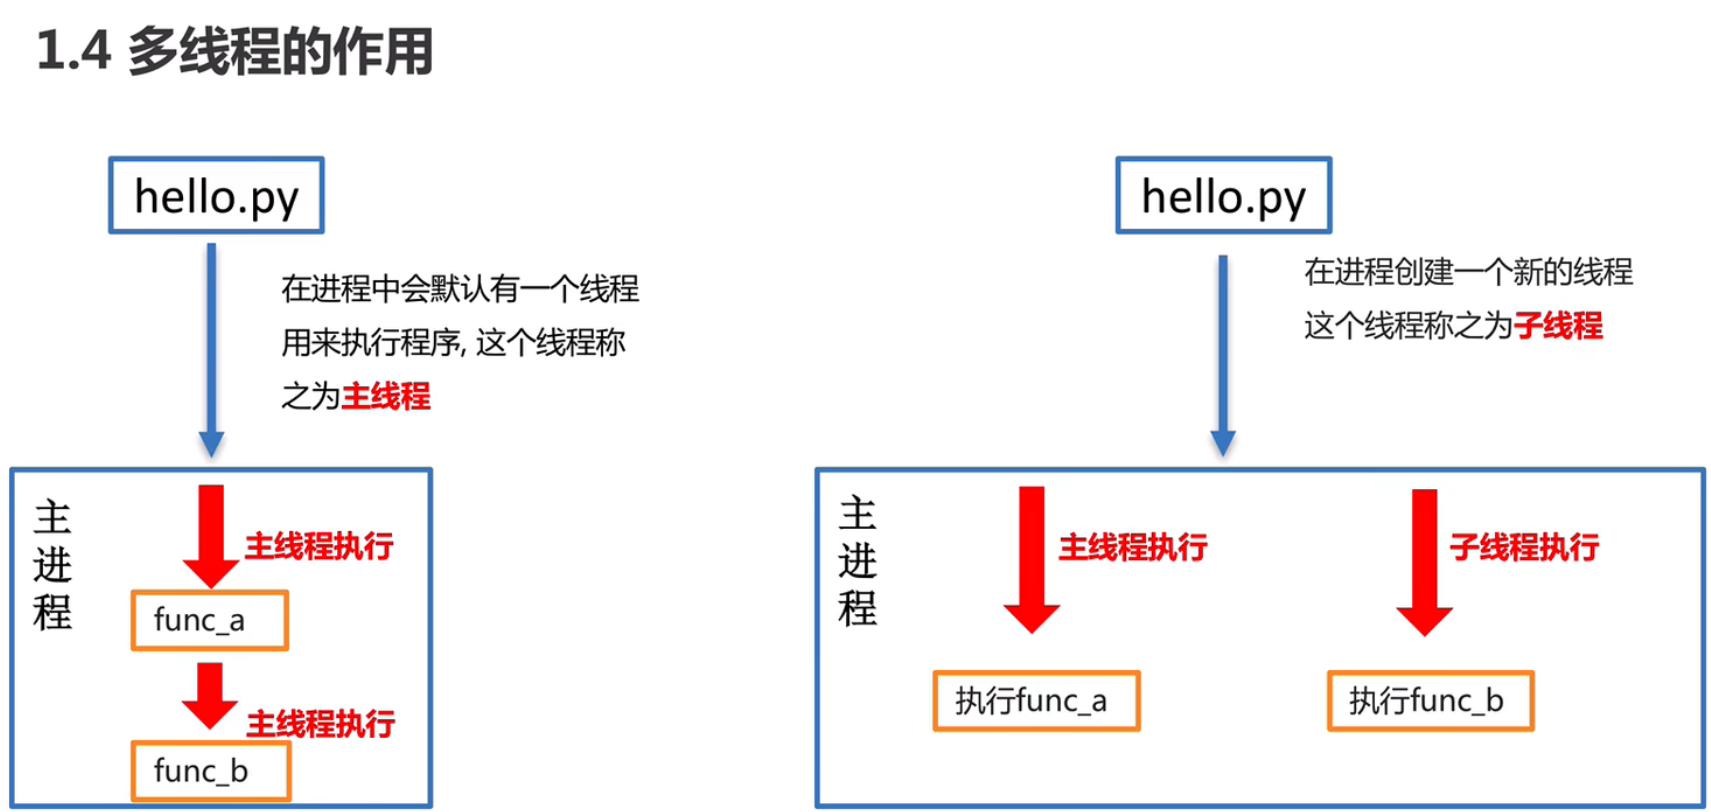 1.4 多线程的作用
hello.py
在进程中会默认有一个线程
用来执行程序, 这个线程称
之为主线程
主
进
程
主线程执行
func_a
主线程执行
func_b
hello.py
在进程创建一个新的线程
这个线程称之为子线程
主
进
程
主线程执行
子线程执行
执行func_a
执行func_b